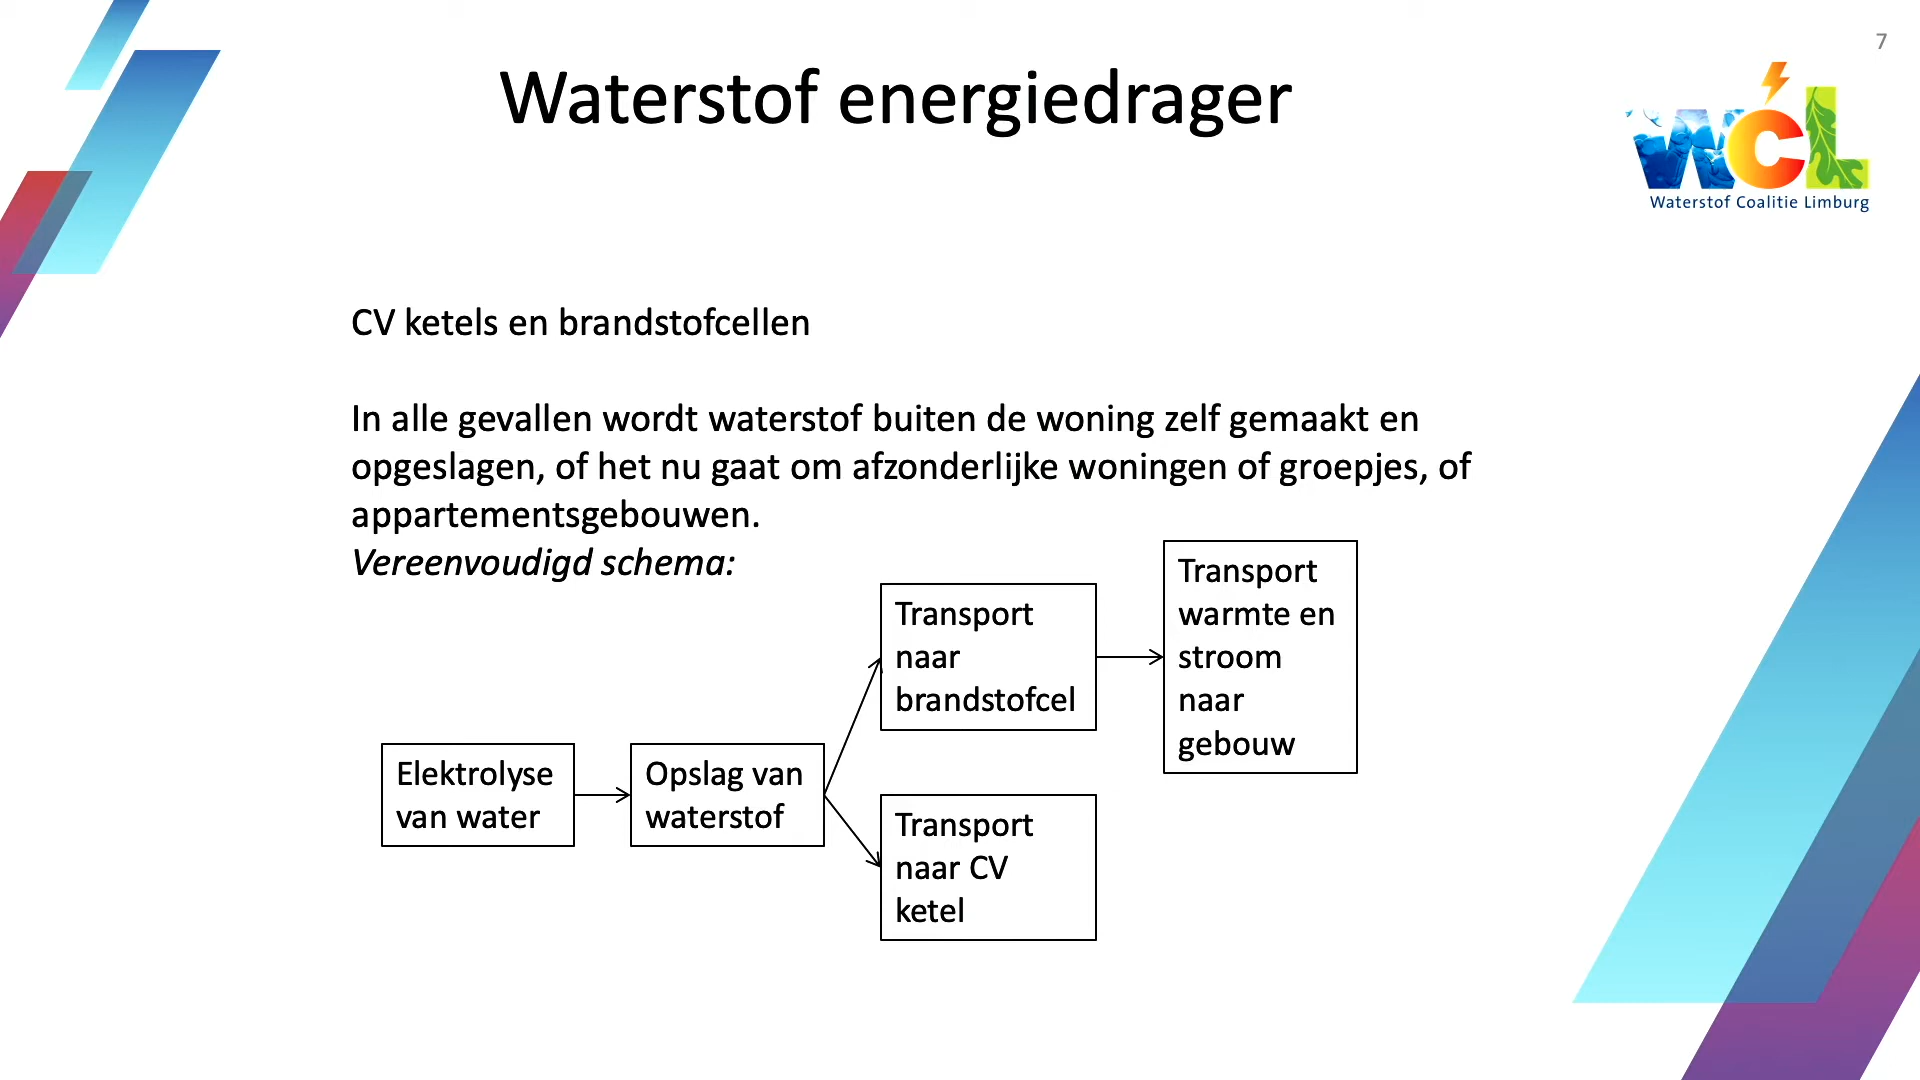 7
Waterstof energiedrager
WCL
Waterstof Coalitie Limburg
CV ketels en brandstofcellen
In alle gevallen wordt waterstof buiten de woning zelf gemaakt en
opgeslagen, of het nu gaat om afzonderlijke woningen of groepjes, of
appartementsgebouwen.
Vereenvoudigd schema:
Elektrolyse
van water
Opslag van
waterstof
Transport
naar
brandstofcel
Transport
warmte en
stroom
naar
gebouw
Transport
naar CV
ketel